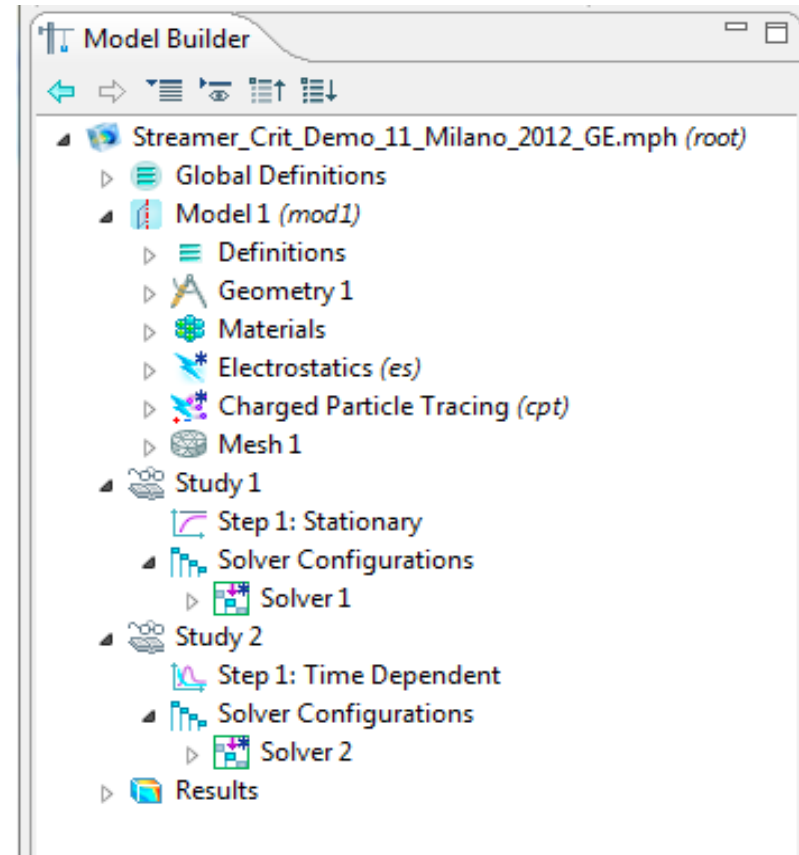 Model Builder
Streamer_Crit_Demo_11_Milano_2012_GE.mph (root)
Global Definitions
Model 1 (mod1)
Definitions
Geometry 1
Materials
Electrostatics (es)
Charged Particle Tracing (cpt)
Mesh 1
Study 1
Step 1: Stationary
Solver Configurations
Solver 1
Study 2
Step 1: Time Dependent
Solver Configurations
Solver 2
Results